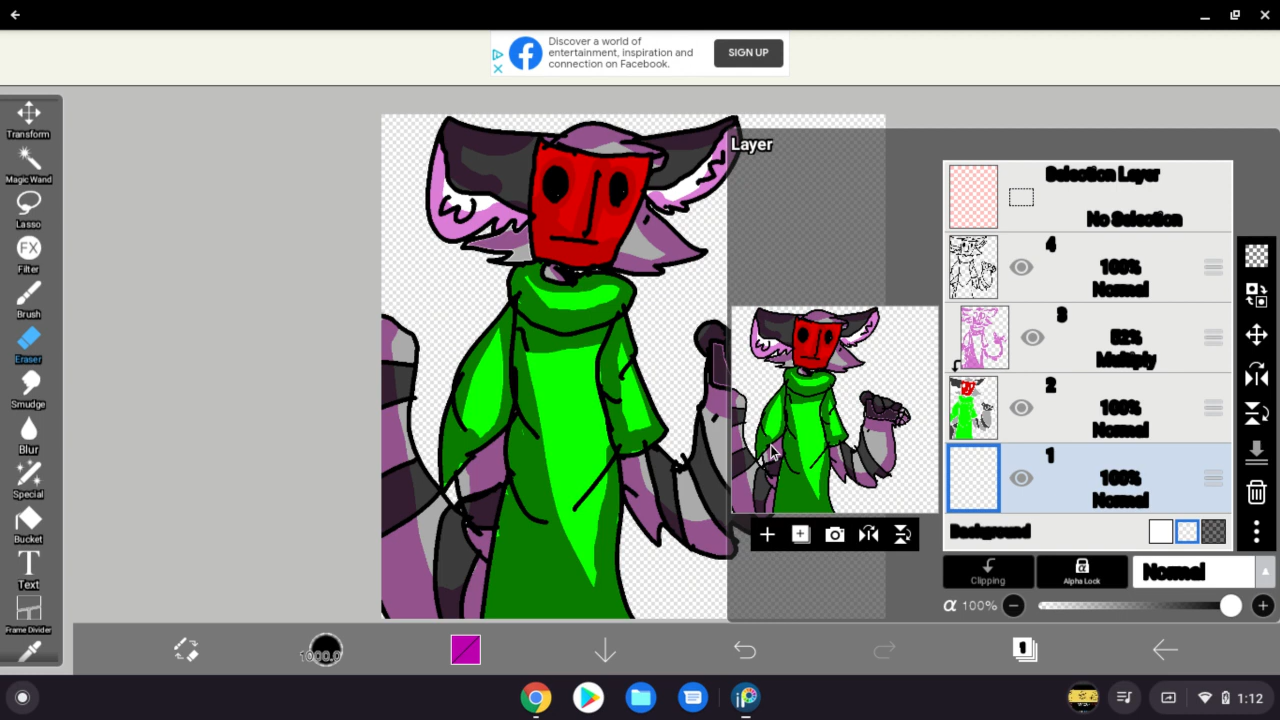 Discover a world of
entertainment, inspiration and
connection on Facebook.
SIGN UP
Transform
Magic Wand
Lasso
FX
Filter
Brush
Eraser
Smudge
Blur
Special
Bucket
T
Text
Frame Divider
Layer
Selection Layer
No Selection
4
100%
Normal
3
82%
Multiply
2
100%
Normal
1
100%
Normal
Background
Clipping
α
Alpha Lock
Normal
α 100%
1000.0
1
iP
1:12